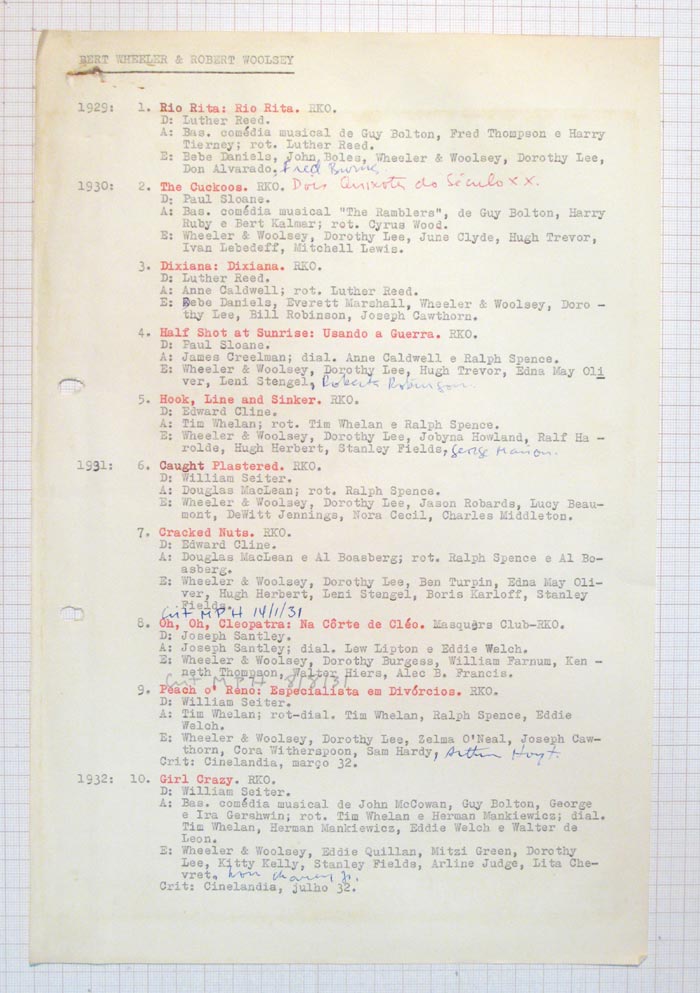 BERT WHEELER & ROBERT WOOLSEY
1929: 1. Rio Rita: Rio Rita. RKO.
D: Luther Reed.
A: Bas. comédia musical de Guy Bolton, Fred Thompson e Harry
Tierney; rot. Luther Reed.
E: Bebe Daniels, John Boles, Wheeler & Woolsey, Dorothy Lee,
Don Alvarado, Fred Burns
1930: 2. The Cuckoos. RKO. Dois Quixotes do Século XX.
D: Paul Sloane.
A: Bas. comédia musical "The Ramblers", de Guy Bolton, Harry
Ruby e Bert Kalmar; rot. Cyrus Wood.
E: Wheeler & Woolsey, Dorothy Lee, June Clyde, Hugh Trevor,
Ivan Lebedeff, Mitchell Lewis.
3. Dixiana: Dixiana. RKO.
D: Luther Reed.
A: Anne Caldwell; rot. Luther Reed.
E: Bebe Daniels, Everett Marshall, Wheeler & Woolsey, Doro -
thy Lee, Bill Robinson, Joseph Cawthorn.
4. Half Shot at Sunrise: Usando a Guerra. RKO.
D: Paul Sloane.
A: James Creelman; dial. Anne Caldwell e Ralph Spence.
E: Wheeler & Woolsey, Dorothy Lee, Hugh Trevor, Edna May Oli
ver, Leni Stengel, Roberta Robinson.
5. Hook, Line and Sinker. RKO.
D: Edward Cline.
A: Tim Whelan; rot. Tim Whelan e Ralph Spence.
E: Wheeler & Woolsey, Dorothy Lee, Jobyna Howland, Ralf Ha -
rolde, Hugh Herbert, Stanley Fields, George Marion.
1931: 6. Caught Plastered. RKO.
D: William Seiter.
A: Douglas MacLean; rot. Ralph Spence.
E: Wheeler & Woolsey, Dorothy Lee, Jason Robards, Lucy Beau-
mont, DeWitt Jennings, Nora Cecil, Charles Middleton.
7. Cracked Nuts. RKO.
D: Edward Cline.
A: Douglas MacLean e Al Boasberg; rot. Ralph Spence e Al Bo-
asberg.
E: Wheeler & Woolsey, Dorothy Lee, Ben Turpin, Edna May Oli-
ver, Hugh Herbert, Leni Stengel, Boris Karloff, Stanley
Fields.
Crit MPH 14/1/31
8. Oh, Oh, Cleopatra: Na Côrte de Cléo. Masquers Club-RKO.
D: Joseph Santley.
A: Joseph Santley; dial. Lew Lipton e Eddie Welch.
E: Wheeler & Woolsey, Dorothy Burgess, William Farnum, Ken -
neth Thompson, Walter Hiers, Alec B. Francis.
Crit MPH 8/8/31
9. Peach o' Reno: Especialista em Divórcios. RKO.
D: William Seiter.
A: Tim Whelan; rot-dial. Tim Whelan, Ralph Spence, Eddie
Welch.
E: Wheeler & Woolsey, Dorothy Lee, Zelma O'Neal, Joseph Caw-
thorn, Cora Witherspoon, Sam Hardy, Arthur Hoyt.
Crit: Cinelandia, março 32.
1932: 10. Girl Crazy. RKO.
D: William Seiter.
A: Bas. comédia musical de John McCowan, Guy Bolton, George
e Ira Gershwin; rot. Tim Whelan e Herman Mankiewicz; dial.
Tim Whelan, Herman Mankiewicz, Eddie Welch e Walter de
Leon.
E: Wheeler & Woolsey, Eddie Quillan, Mitzi Green, Dorothy
Lee, Kitty Kelly, Stanley Fields, Arline Judge, Lita Che-
vret, Lon Chaney Jr.
Crit: Cinelandia, julho 32.